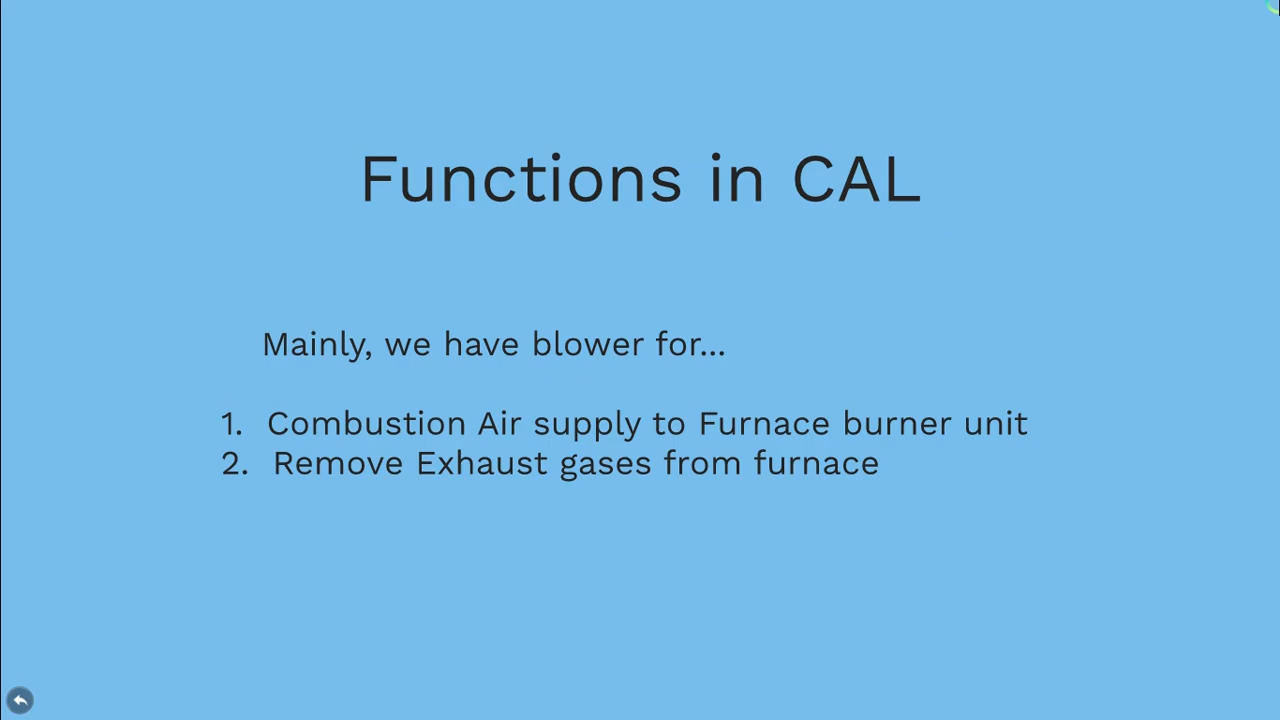 Functions in CAL
Mainly, we have blower for...
1. Combustion Air supply to Furnace burner unit
2. Remove Exhaust gases from furnace